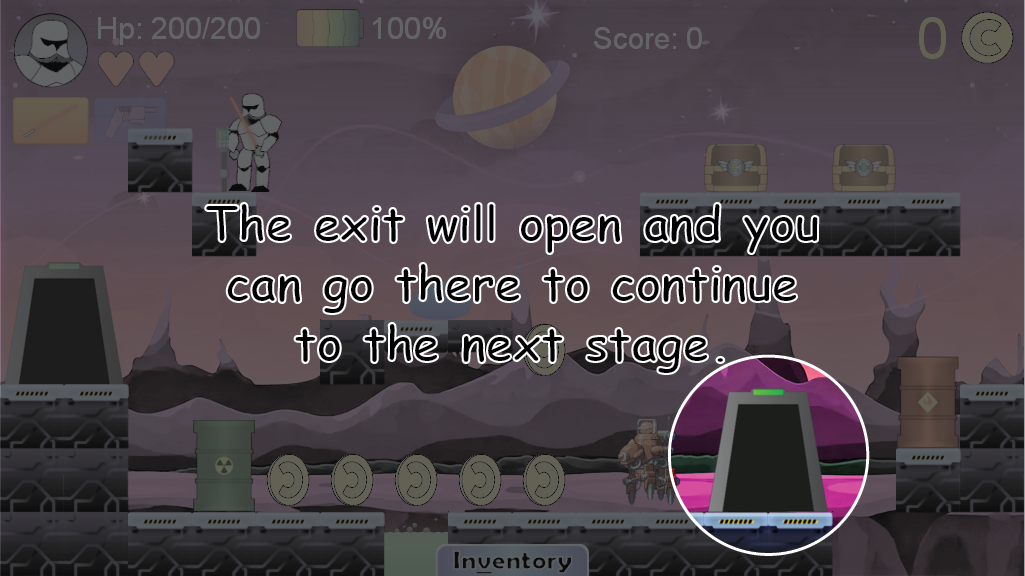 Hp: 200/200
100%
Score: 0
0
The exit will open and you
can go there to continue
to the next stage.
Inventory